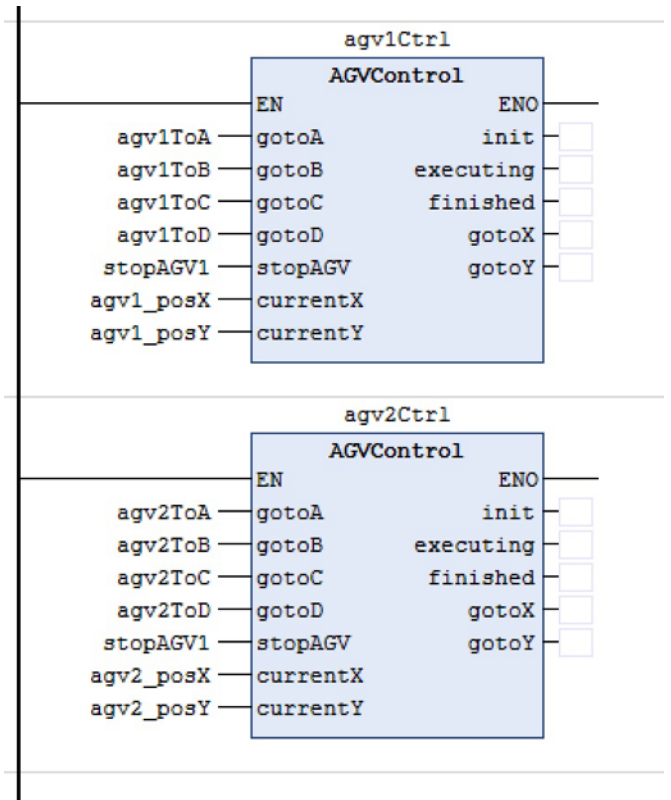 agv1Ctrl
AGVControl
EN ENO
agv1ToA gotoA init
agv1ToB gotoB executing
agv1ToC gotoC finished
agv1ToD gotoD gotoX
stopAGV1 stopAGV gotoY
agv1_posX currentX
agv1_posY currentY
agv2Ctrl
AGVControl
EN ENO
agv2ToA gotoA init
agv2ToB gotoB executing
agv2ToC gotoC finished
agv2ToD gotoD gotoX
stopAGV1 stopAGV gotoY
agv2_posX currentX
agv2_posY currentY